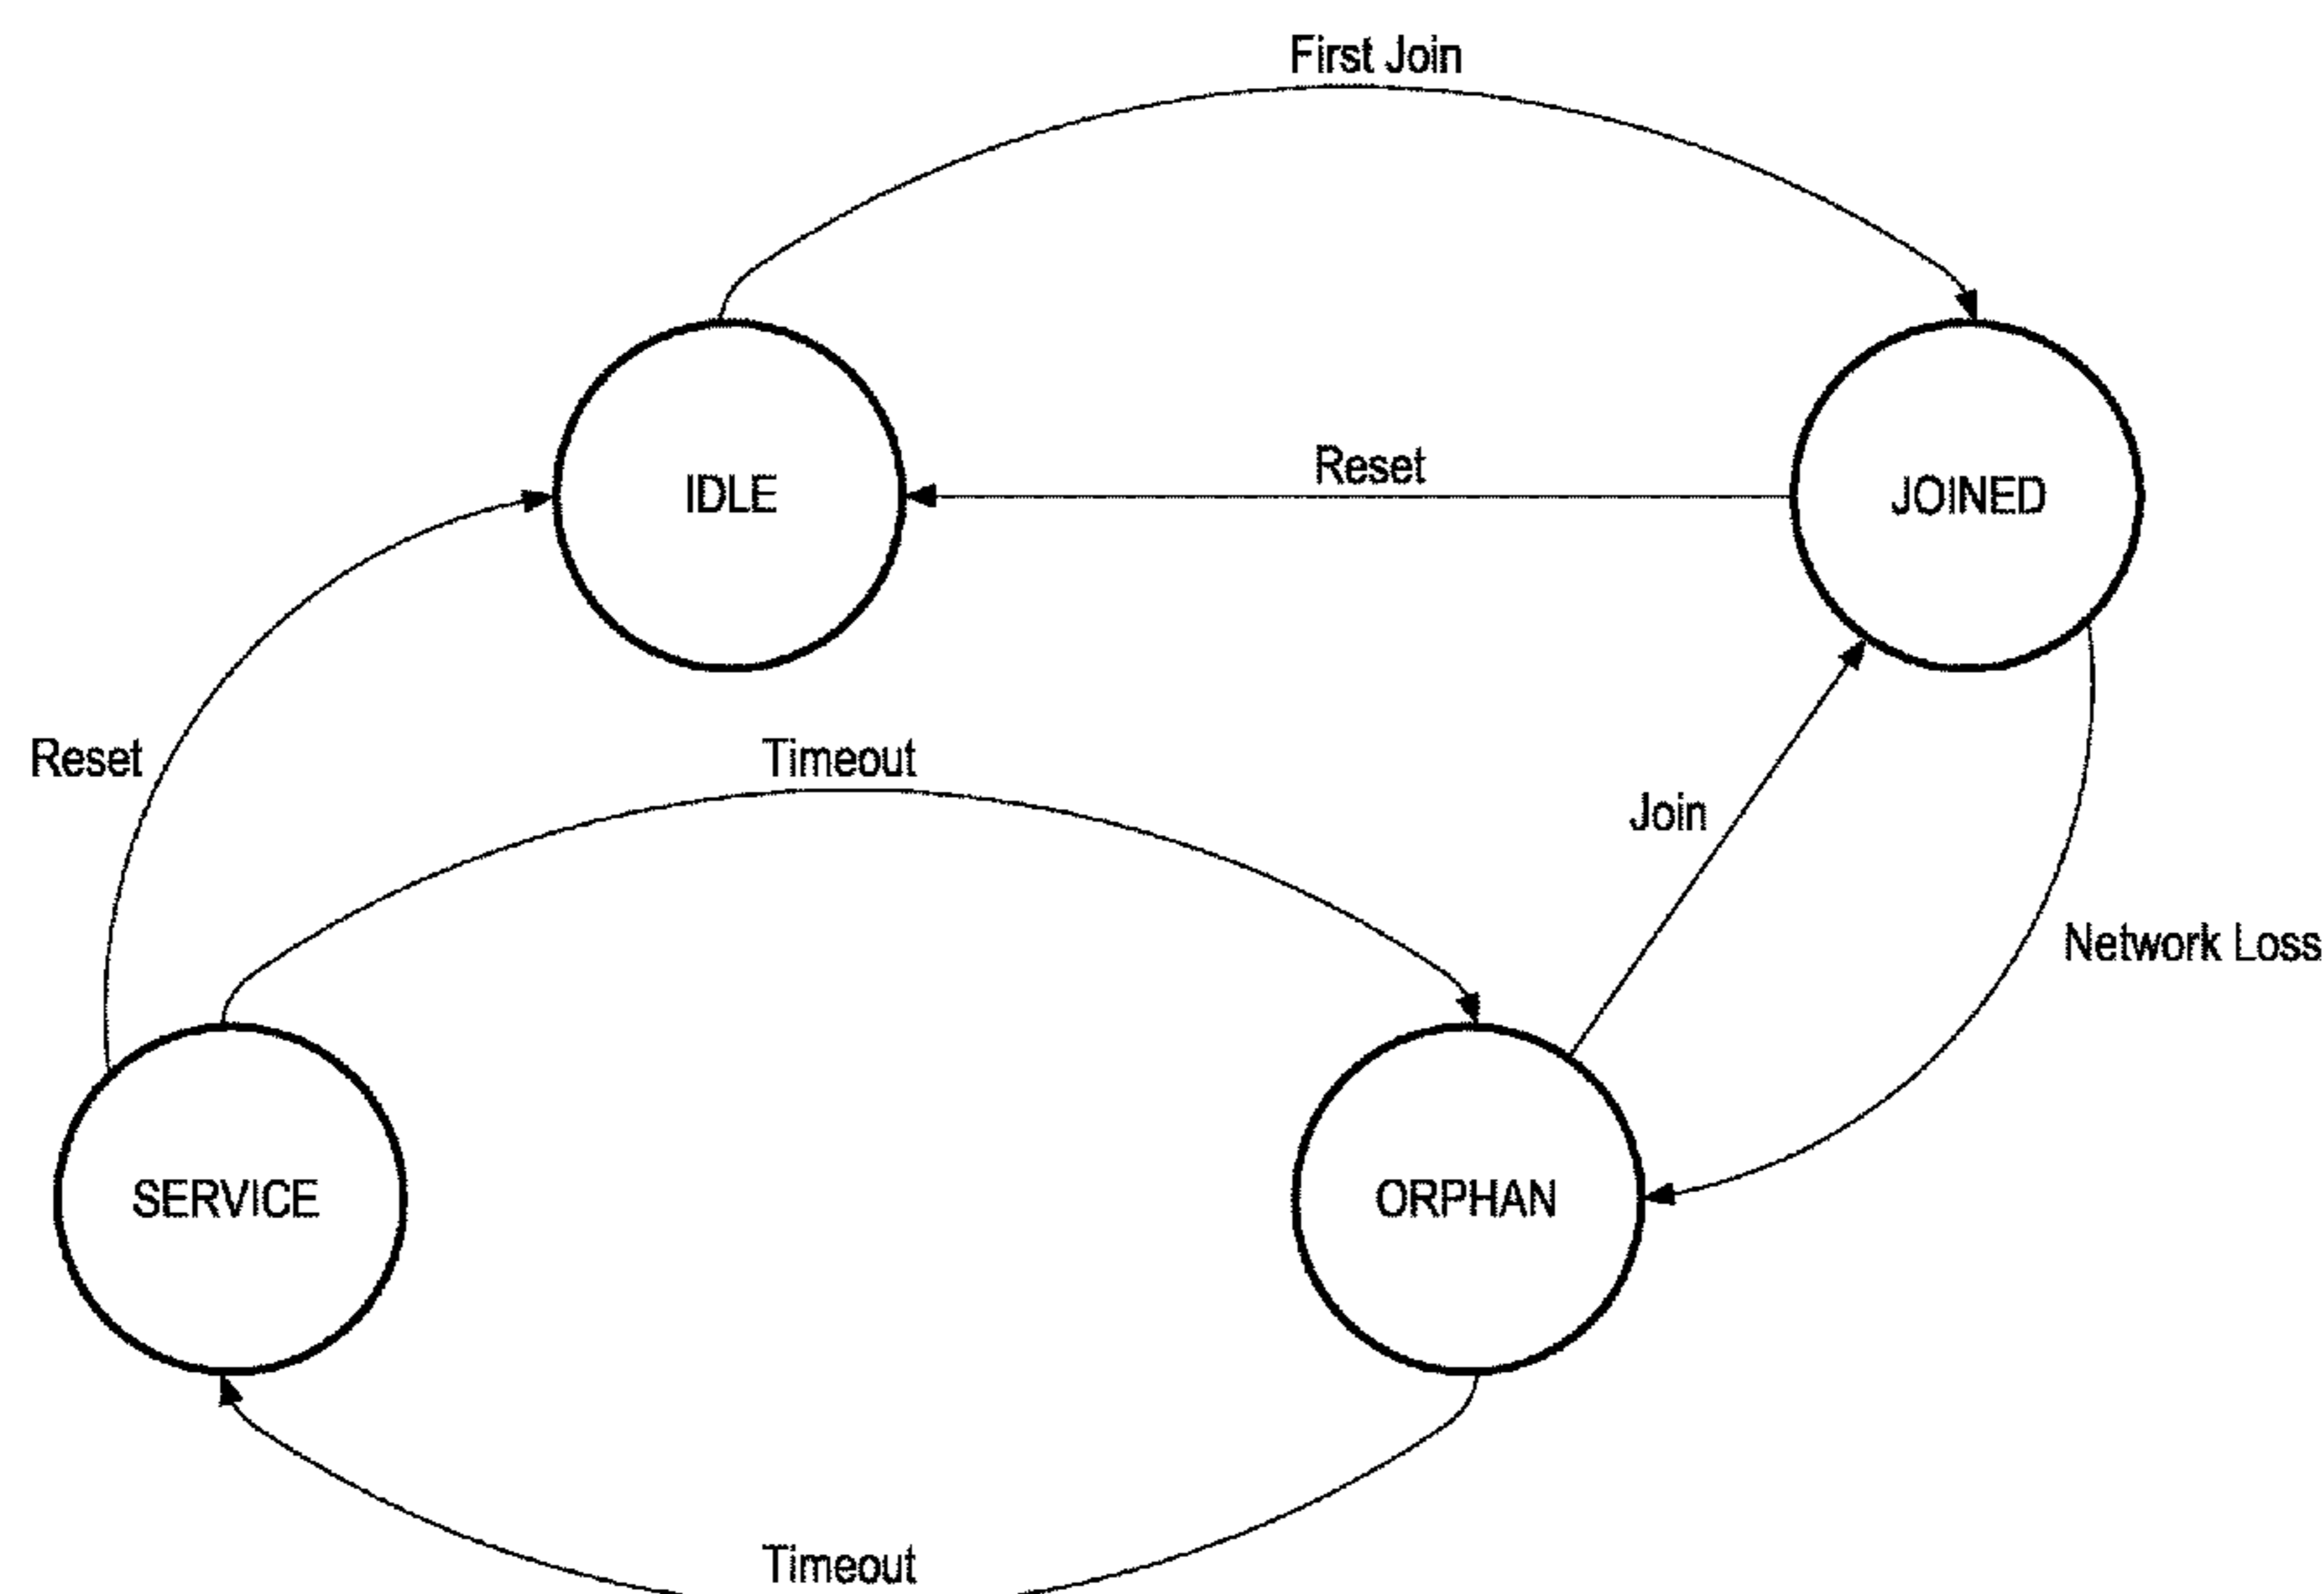 First Join
IDLE
Reset
JOINED
Reset
Timeout
Join
Network Loss
SERVICE
ORPHAN
Timeout